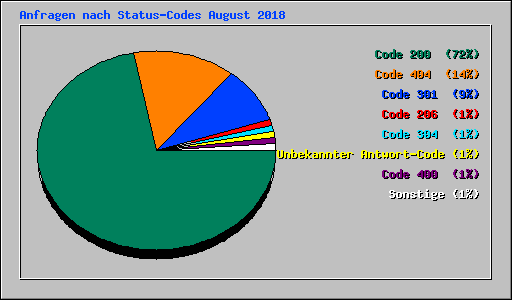 Anfragen nach Status-Codes August 2018
Code 200 (72%)
Code 404 (14%)
Code 301 (9%)
Code 206 (1%)
Code 304 (1%)
Unbekannter Antwort-Code (1%)
Code 400 (1%)
Sonstige (1%)